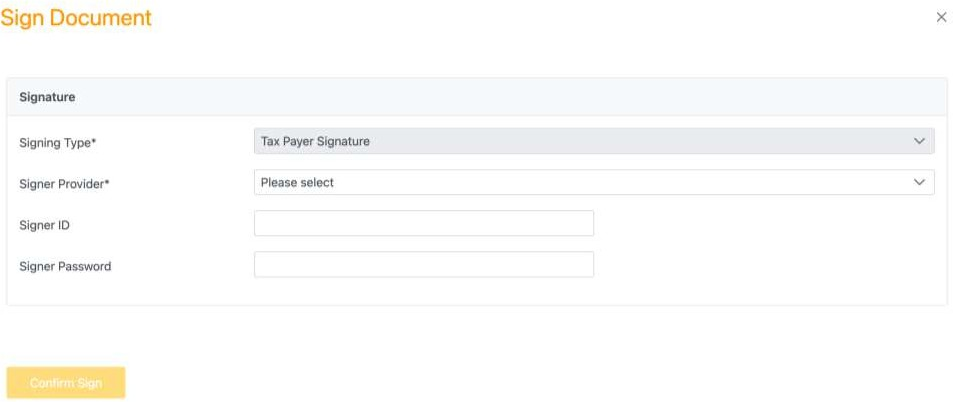 Sign Document
Signature
Signing Type* Tax Payer Signature
Signer Provider* Please select
Signer ID
Signer Password
Confirm Sign